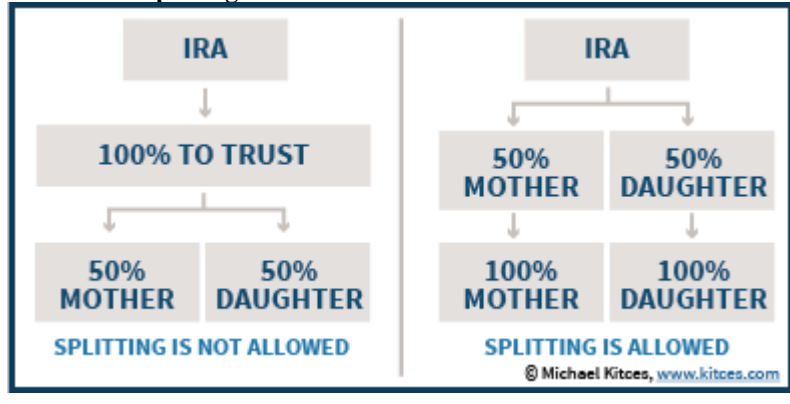 IRA
100% TO TRUST
50%
MOTHER
50%
DAUGHTER
SPLITTING IS NOT ALLOWED
IRA
50%
MOTHER
50%
DAUGHTER
100%
MOTHER
100%
DAUGHTER
SPLITTING IS ALLOWED
© Michael Kitces, www.kitces.com